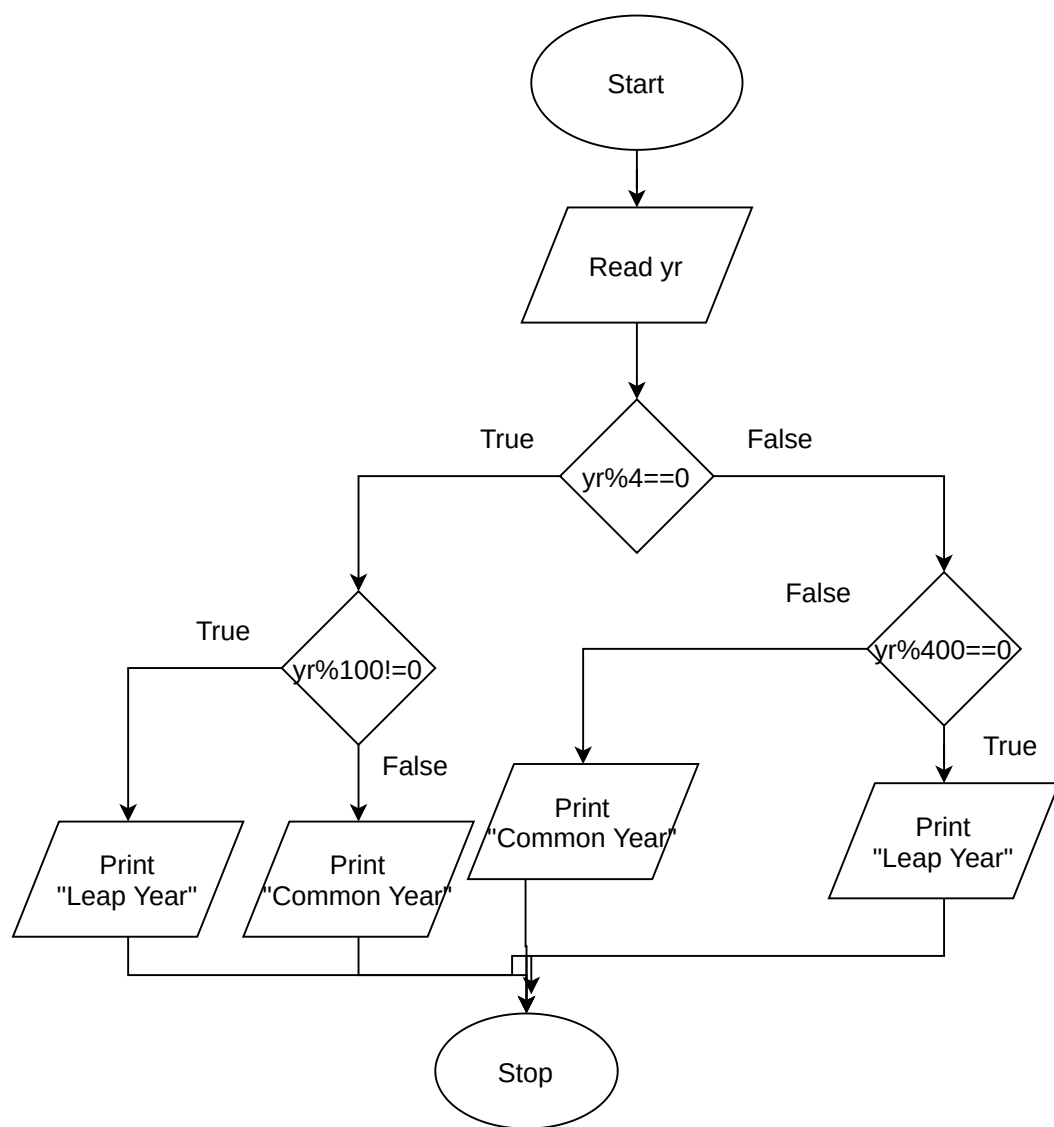 Start
Read yr
True
False
yr%4==0
False
True
yr%100!=0
yr%400==0
False
True
Print
"Leap Year"
Print
"Common Year"
Print
"Common Year"
Print
"Leap Year"
Stop